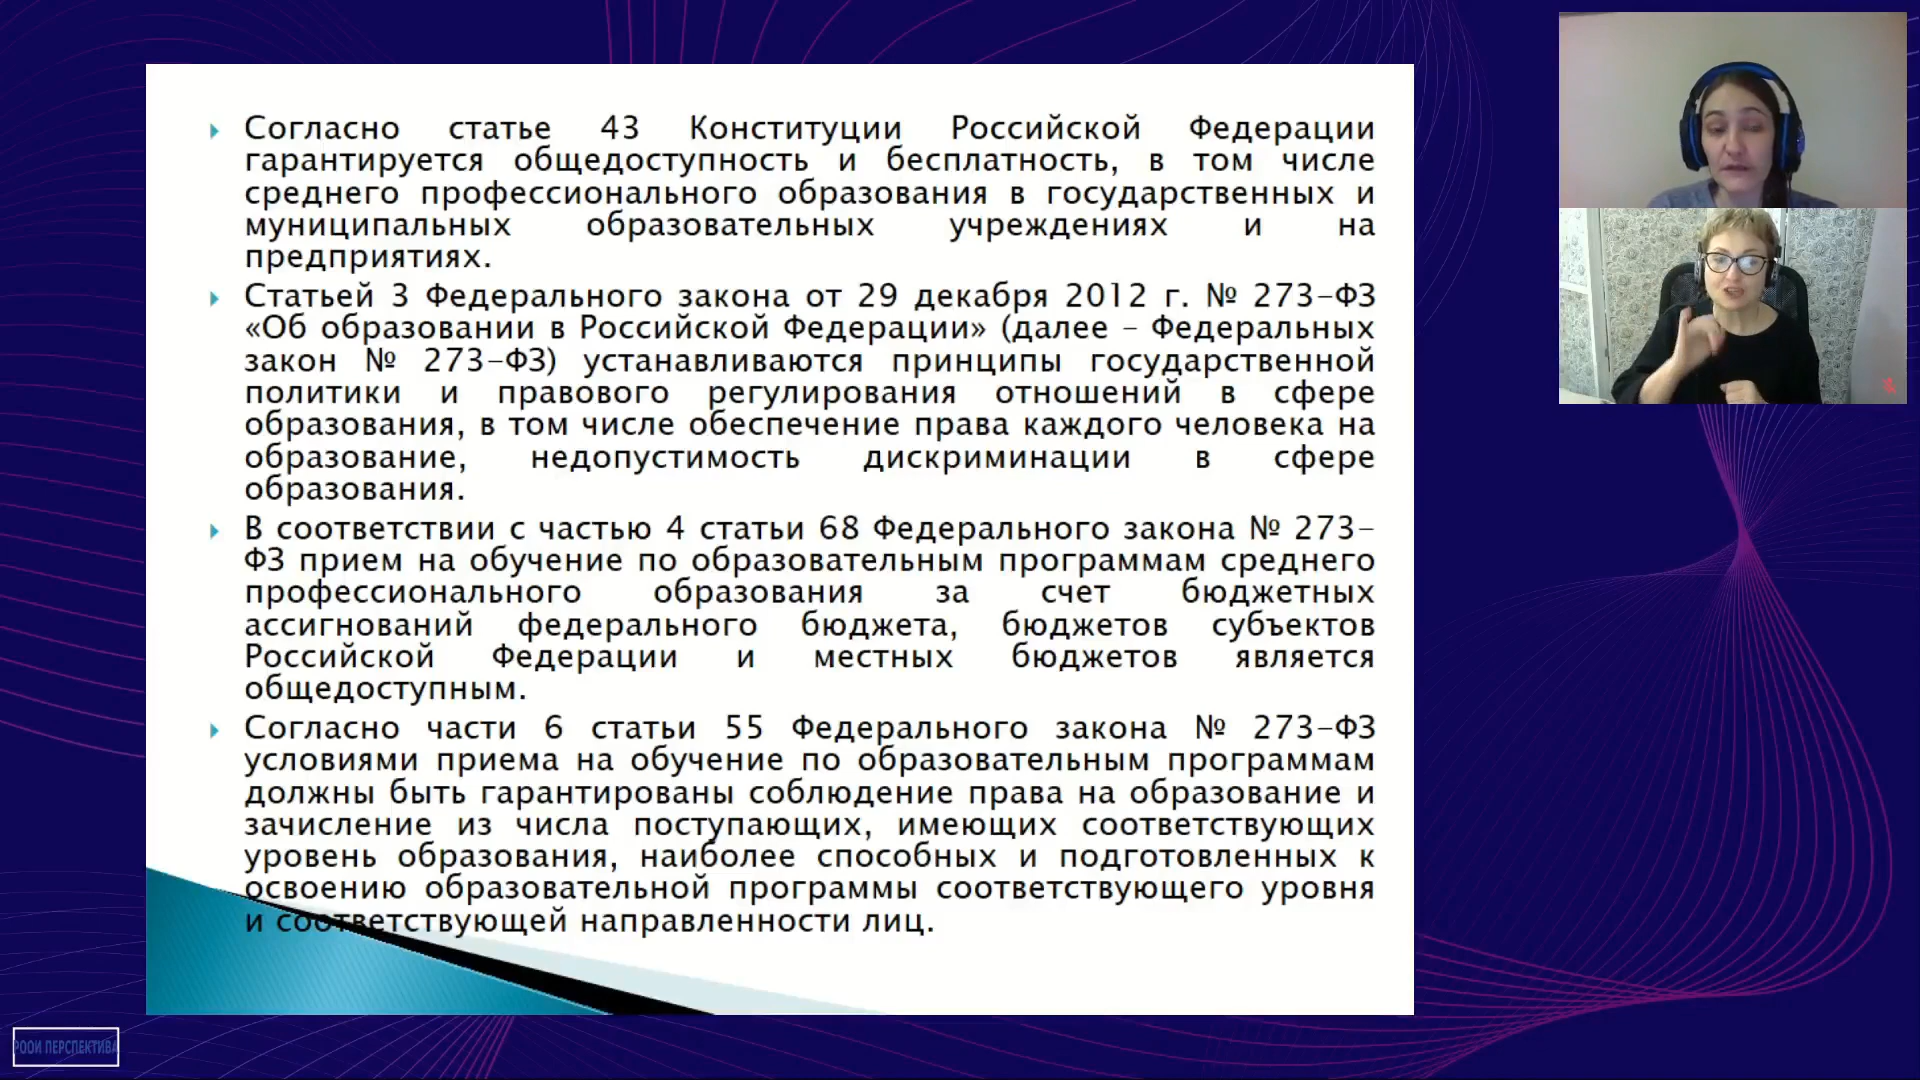 Согласно статье 43 Конституции Российской Федерации
гарантируется общедоступность и бесплатность, в том числе
среднего профессионального образования в государственных и
муниципальных образовательных учреждениях и на
предприятиях.
Статьей 3 Федерального закона от 29 декабря 2012 г. № 273-ФЗ
«Об образовании в Российской Федерации» (далее – Федеральных
закон № 273-ФЗ) устанавливаются принципы государственной
политики и правового регулирования отношений в сфере
образования, в том числе обеспечение права каждого человека на
образование, недопустимость дискриминации в сфере
образования.
В соответствии с частью 4 статьи 68 Федерального закона № 273-
ФЗ прием на обучение по образовательным программам среднего
профессионального образования за счет бюджетных
ассигнований федерального бюджета, бюджетов субъектов
Российской Федерации и местных бюджетов является
общедоступным.
Согласно части 6 статьи 55 Федерального закона № 273-ФЗ
условиями приема на обучение по образовательным программам
должны быть гарантированы соблюдение права на образование и
зачисление из числа поступающих, имеющих соответствующих
уровень образования, наиболее способных и подготовленных к
освоению образовательной программы соответствующего уровня
и соответствующей направленности лиц.
РООИ ПЕРСПЕКТИВА